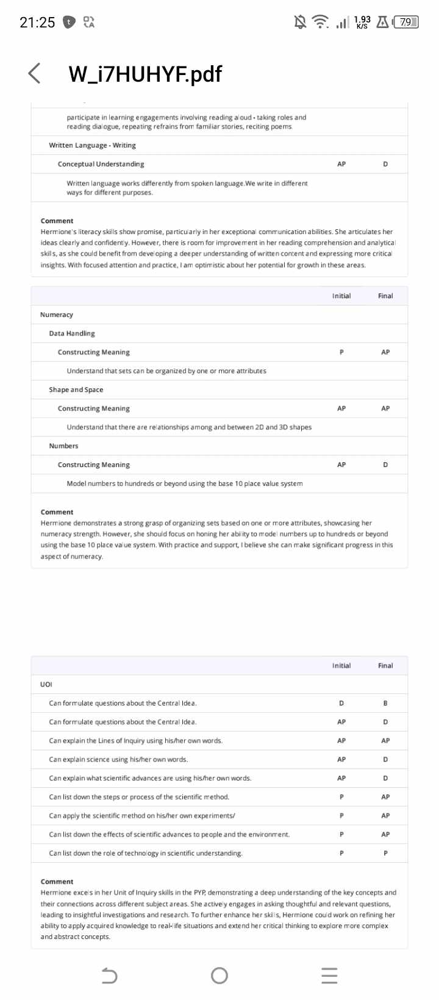 21:25
1.93
K/S
79
W_i7HUHYF.pdf
participate in learning engagements involving reading aloud • taking roles and
reading dialogue, repeating refrains from familiar stories, reciting poems.
Written Language - Writing
Conceptual Understanding AP D
Written language works differently from spoken language.We write in different
ways for different purposes.
Comment
Hermione's literacy skills show promise, particularly in her exceptional communication abilities. She articulates her
ideas clearly and confidently. However, there is room for improvement in her reading comprehension and analytical
skills, as she could benefit from developing a deeper understanding of written content and expressing more critical
insights. With focused attention and practice, I am optimistic about her potential for growth in these areas.
Initial Final
Numeracy
Data Handling
Constructing Meaning P AP
Understand that sets can be organized by one or more attributes
Shape and Space
Constructing Meaning AP AP
Understand that there are relationships among and between 2D and 3D shapes
Numbers
Constructing Meaning AP D
Model numbers to hundreds or beyond using the base 10 place value system
Comment
Hermione demonstrates a strong grasp of organizing sets based on one or more attributes, showcasing her
numeracy strength. However, she should focus on honing her ability to model numbers up to hundreds or beyond
using the base 10 place value system. With practice and support, I believe she can make significant progress in this
aspect of numeracy.
Initial Final
UOI
Can formulate questions about the Central Idea. D B
Can formulate questions about the Central Idea. AP D
Can explain the Lines of Inquiry using his/her own words. AP AP
Can explain science using his/her own words. AP D
Can explain what scientific advances are using his/her own words. AP D
Can list down the steps or process of the scientific method. P AP
Can apply the scientific method on his/her own experiments/ P AP
Can list down the effects of scientific advances to people and the environment. P AP
Can list down the role of technology in scientific understanding. P P
Comment
Hermione excels in her Unit of Inquiry skills in the PYP, demonstrating a deep understanding of the key concepts and
their connections across different subject areas. She actively engages in asking thoughtful and relevant questions,
leading to insightful investigations and research. To further enhance her skills, Hermione could work on refining her
ability to apply acquired knowledge to real-life situations and extend her critical thinking to explore more complex
and abstract concepts.